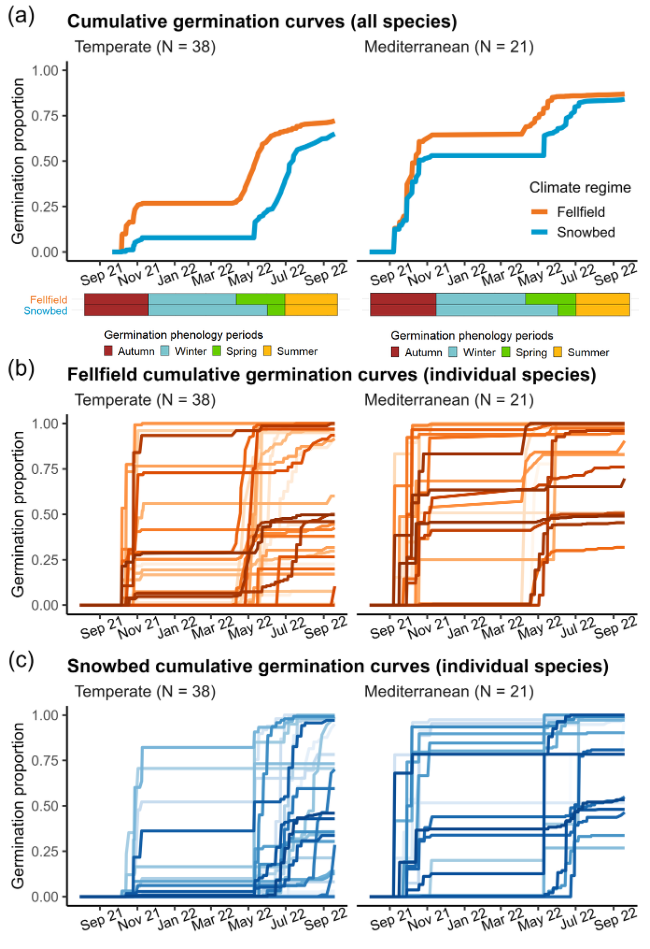 (a) Cumulative germination curves (all species)
Temperate (N = 38) Mediterranean (N = 21)
Germination proportion
1.00
0.75
0.50
0.25
0.00
Climate regime
Fellfield
Snowbed
Sep 21 Nov 21 Jan 22 Mar 22 May 22 Jul 22 Sep 22 Sep 21 Nov 21 Jan 22 Mar 22 May 22 Jul 22 Sep 22
Fellfield
Snowbed
Germination phenology periods Germination phenology periods
Autumn Winter Spring Summer Autumn Winter Spring Summer
(b) Fellfield cumulative germination curves (individual species)
Temperate (N = 38) Mediterranean (N = 21)
Germination proportion
1.00
0.75
0.50
0.25
0.00
Sep 21 Nov 21 Jan 22 Mar 22 May 22 Jul 22 Sep 22 Sep 21 Nov 21 Jan 22 Mar 22 May 22 Jul 22 Sep 22
(c) Snowbed cumulative germination curves (individual species)
Temperate (N = 38) Mediterranean (N = 21)
Germination proportion
1.00
0.75
0.50
0.25
0.00
Sep 21 Nov 21 Jan 22 Mar 22 May 22 Jul 22 Sep 22 Sep 21 Nov 21 Jan 22 Mar 22 May 22 Jul 22 Sep 22